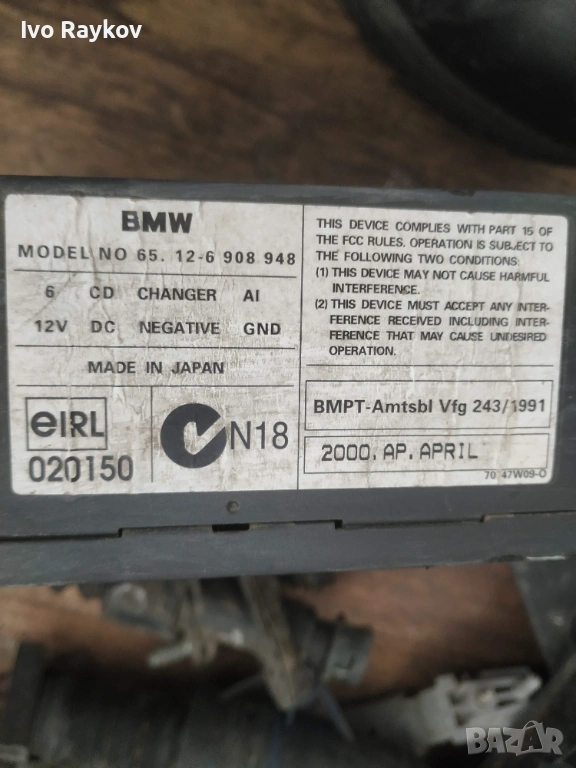 Ivo Raykov
BMW
MODEL NO 65. 12-6 908 948
6 CD CHANGER AI
12V DC NEGATIVE GND
MADE IN JAPAN
eIRL
020150
N18
THIS DEVICE COMPLIES WITH PART 15 OF
THE FCC RULES. OPERATION IS SUBJECT TO
THE FOLLOWING TWO CONDITIONS:
(1) THIS DEVICE MAY NOT CAUSE HARMFUL
INTERFERENCE.
(2) THIS DEVICE MUST ACCEPT ANY INTER-
FERENCE RECEIVED INCLUDING INTER-
FERENCE THAT MAY CAUSE UNDESIRED
OPERATION.
BMPT-Amtsbl Vfg 243/1991
2000. AP. APRIL
70 47W09-O
BAZAR